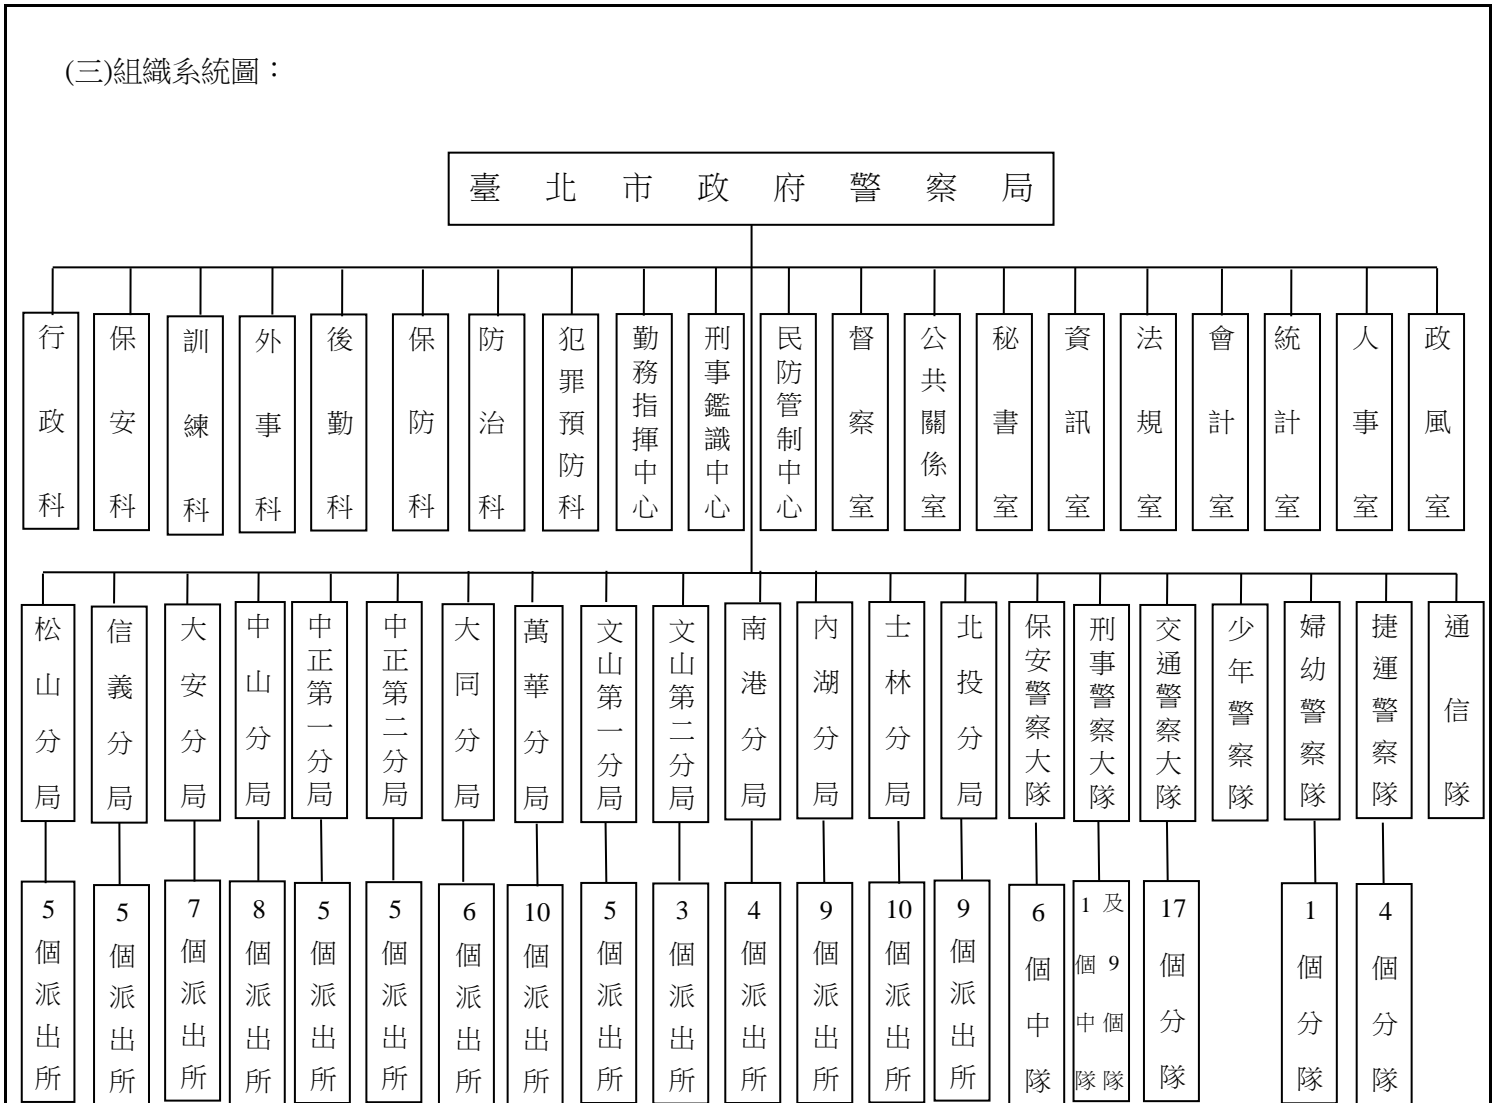 (三)組織系統圖：
臺北市政府警察局
行政科
保安科
訓練科
外事科
後勤科
保防科
防治科
犯罪預防科
勤務指揮中心
刑事鑑識中心
民防管制中心
督察室
公共關係室
秘書室
資訊室
法規室
會計室
統計室
人事室
政風室
松山分局
信義分局
大安分局
中山分局
中正第一分局
中正第二分局
大同分局
萬華分局
文山第一分局
文山第二分局
南港分局
內湖分局
士林分局
北投分局
保安警察大隊
刑事警察大隊
交通警察大隊
少年警察隊
婦幼警察隊
捷運警察隊
通信隊
5個派出所
5個派出所
7個派出所
8個派出所
5個派出所
5個派出所
6個派出所
10個派出所
5個派出所
3個派出所
4個派出所
9個派出所
10個派出所
9個派出所
6個中隊
及9個隊
1個中隊
17個分隊
1個分隊
4個分隊